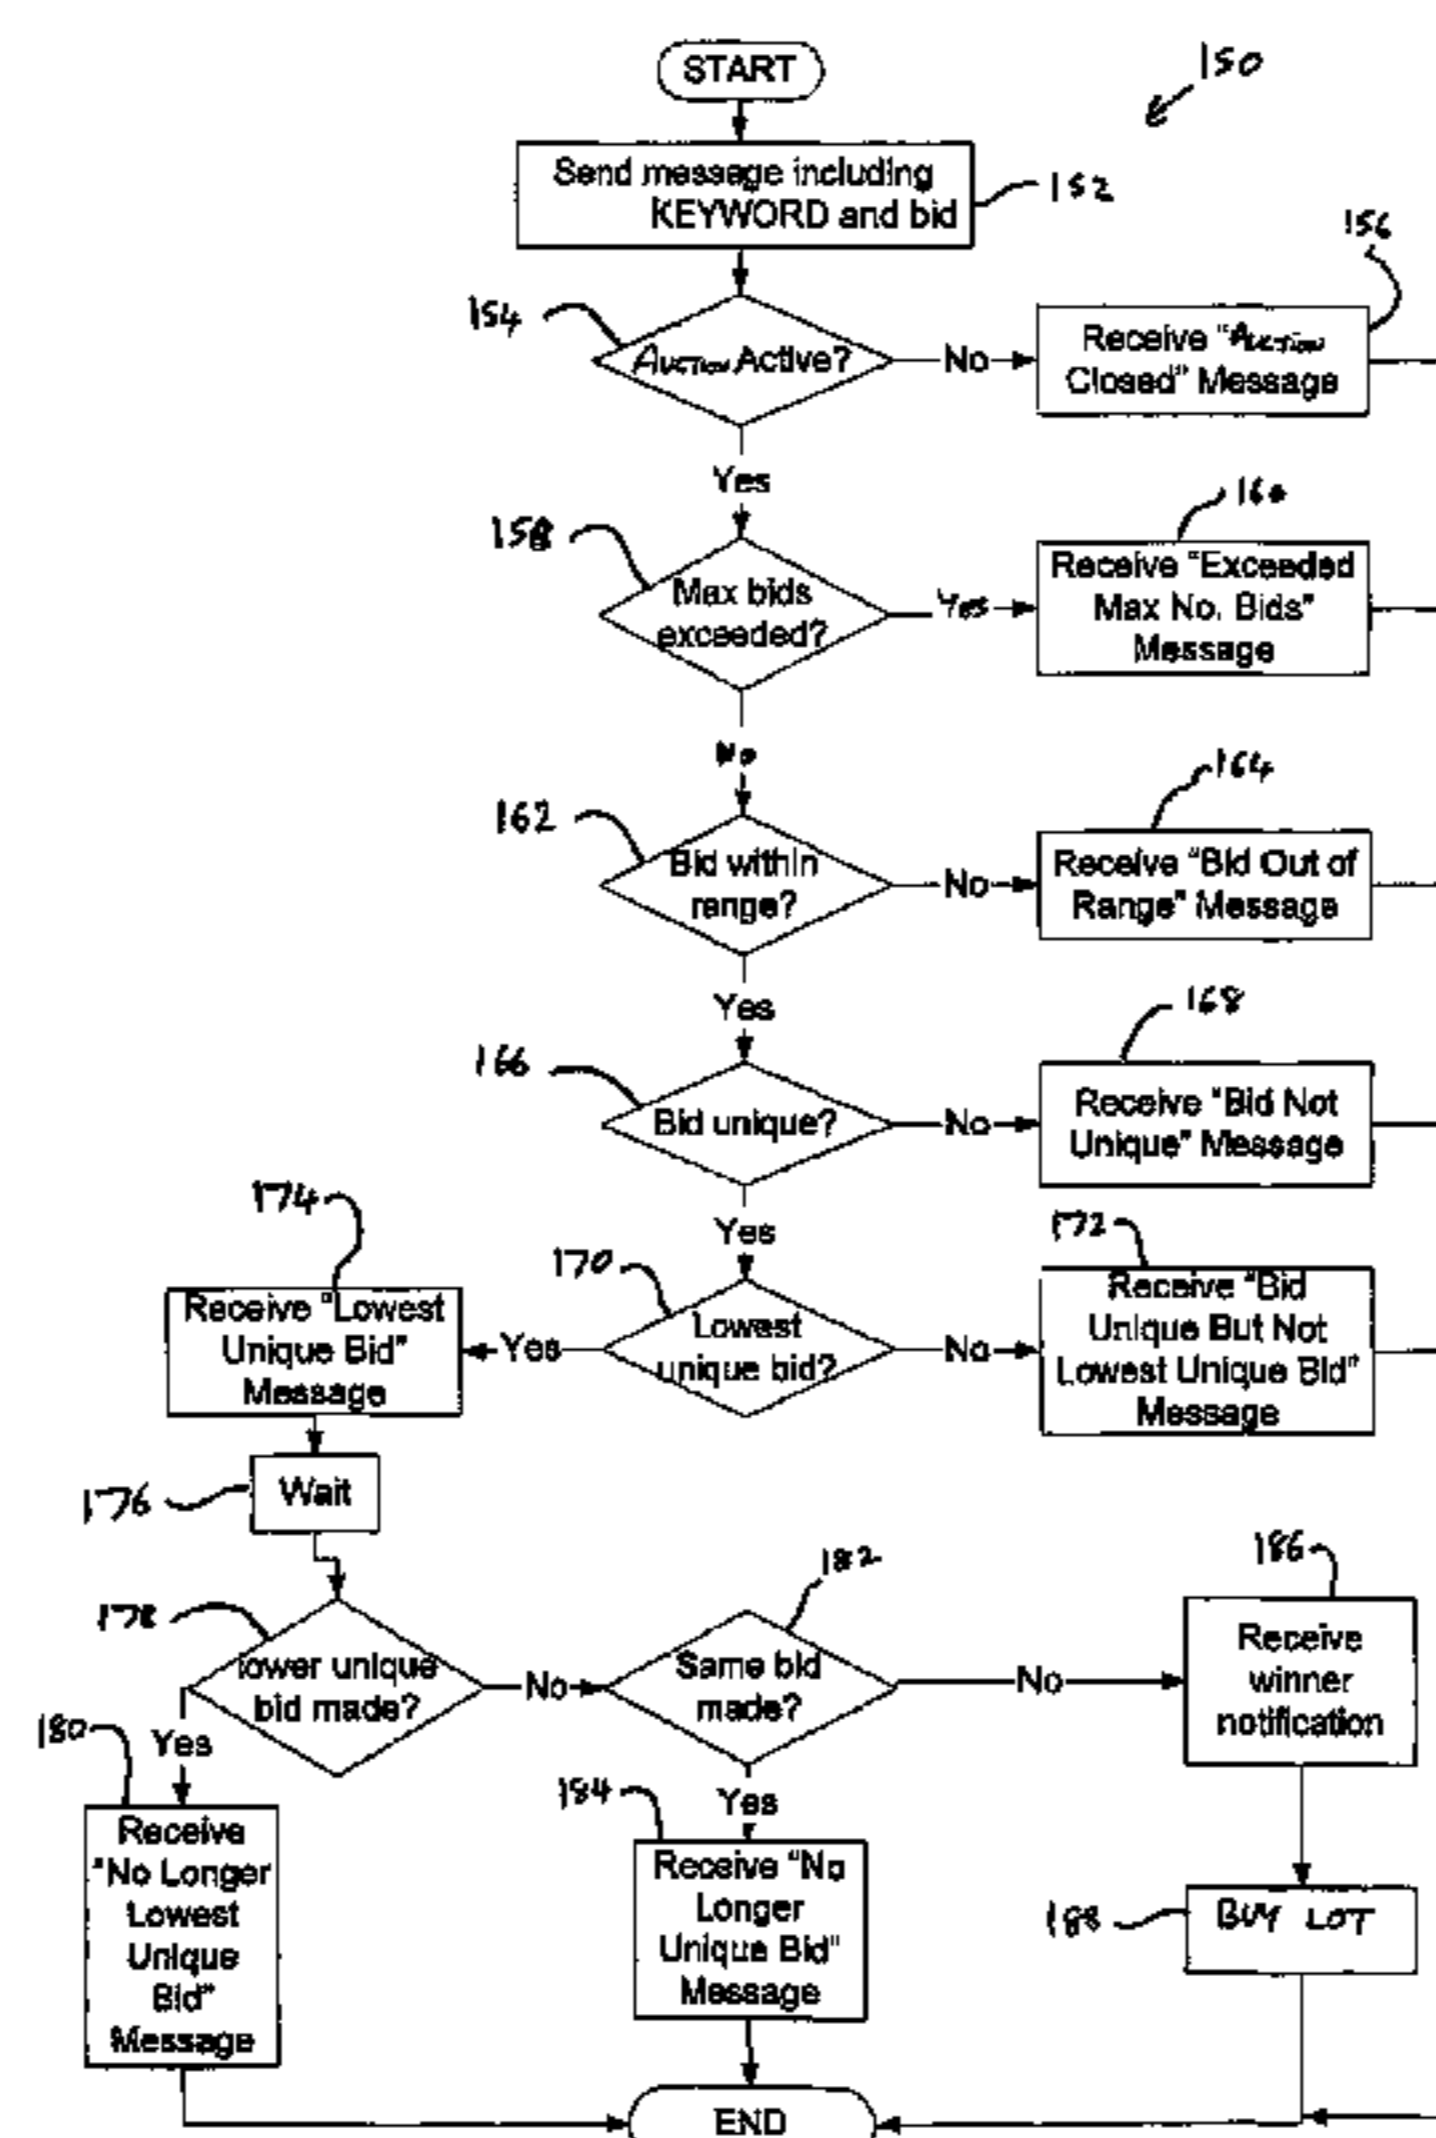 START
150
Send message including
KEYWORD and bid
152
154
Auction Active?
No
156
Receive "Auction
Closed" Message
Yes
158
Max bids
exceeded?
Yes
160
Receive "Exceeded
Max No. Bids"
Message
No
162
Bid within
range?
No
164
Receive "Bid Out of
Range" Message
Yes
166
Bid unique?
No
168
Receive "Bid Not
Unique" Message
Yes
170
Lowest
unique bid?
No
172
Receive "Bid
Unique But Not
Lowest Unique Bid"
Message
Yes
174
Receive "Lowest
Unique Bid"
Message
176
Wait
178
lower unique
bid made?
No
182
Same bid
made?
No
186
Receive
winner
notification
180
Yes
Receive
"No Longer
Lowest
Unique
Bid"
Message
184
Yes
Receive "No
Longer
Unique Bid"
Message
188
BUY LOT
END